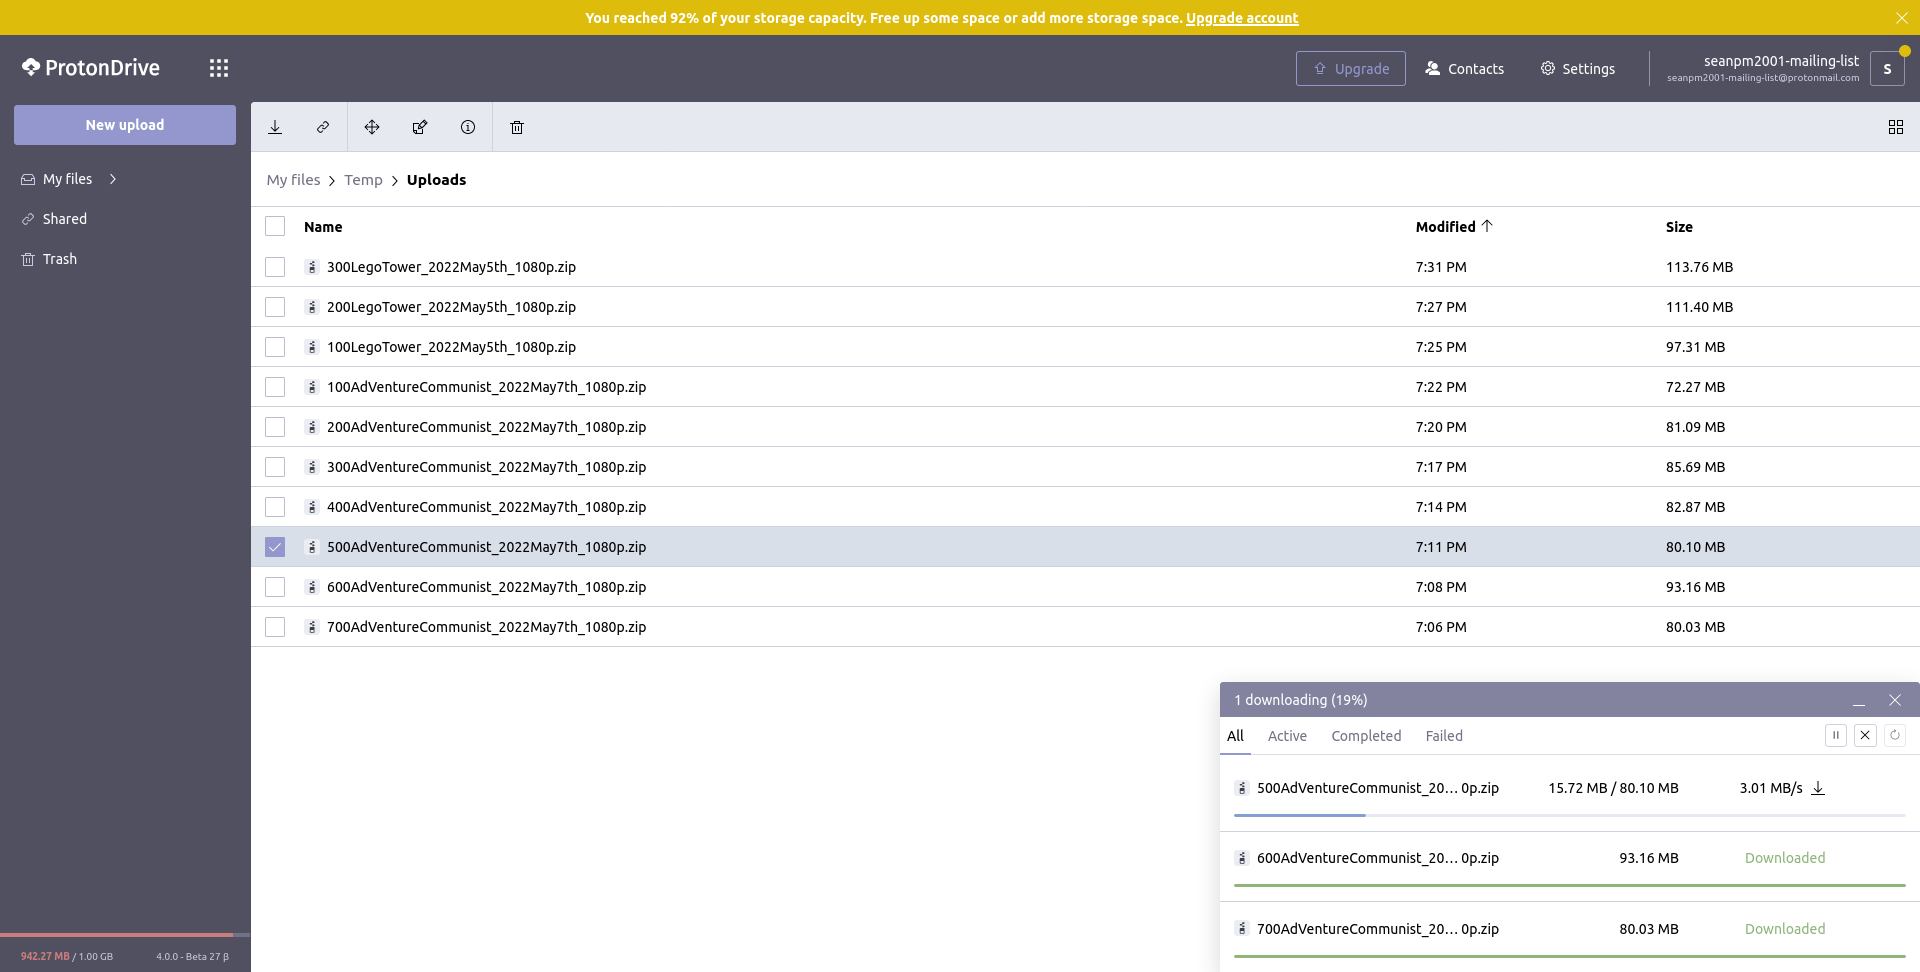 You reached 92% of your storage capacity. Free up some space or add more storage space. Upgrade account
ProtonDrive
Upgrade
Contacts
Settings
seanpm2001-mailing-list
seanpm2001-mailing-list@protonmail.com
S
New upload
My files
Shared
Trash
My files > Temp > Uploads
Name Modified Size
300LegoTower_2022May5th_1080p.zip 7:31 PM 113.76 MB
200LegoTower_2022May5th_1080p.zip 7:27 PM 111.40 MB
100LegoTower_2022May5th_1080p.zip 7:25 PM 97.31 MB
100AdVentureCommunist_2022May7th_1080p.zip 7:22 PM 72.27 MB
200AdVentureCommunist_2022May7th_1080p.zip 7:20 PM 81.09 MB
300AdVentureCommunist_2022May7th_1080p.zip 7:17 PM 85.69 MB
400AdVentureCommunist_2022May7th_1080p.zip 7:14 PM 82.87 MB
500AdVentureCommunist_2022May7th_1080p.zip 7:11 PM 80.10 MB
600AdVentureCommunist_2022May7th_1080p.zip 7:08 PM 93.16 MB
700AdVentureCommunist_2022May7th_1080p.zip 7:06 PM 80.03 MB
1 downloading (19%)
All Active Completed Failed
500AdVentureCommunist_20… 0p.zip 15.72 MB / 80.10 MB 3.01 MB/s
600AdVentureCommunist_20… 0p.zip 93.16 MB Downloaded
700AdVentureCommunist_20… 0p.zip 80.03 MB Downloaded
942.27 MB / 1.00 GB 4.0.0 - Beta 27 β